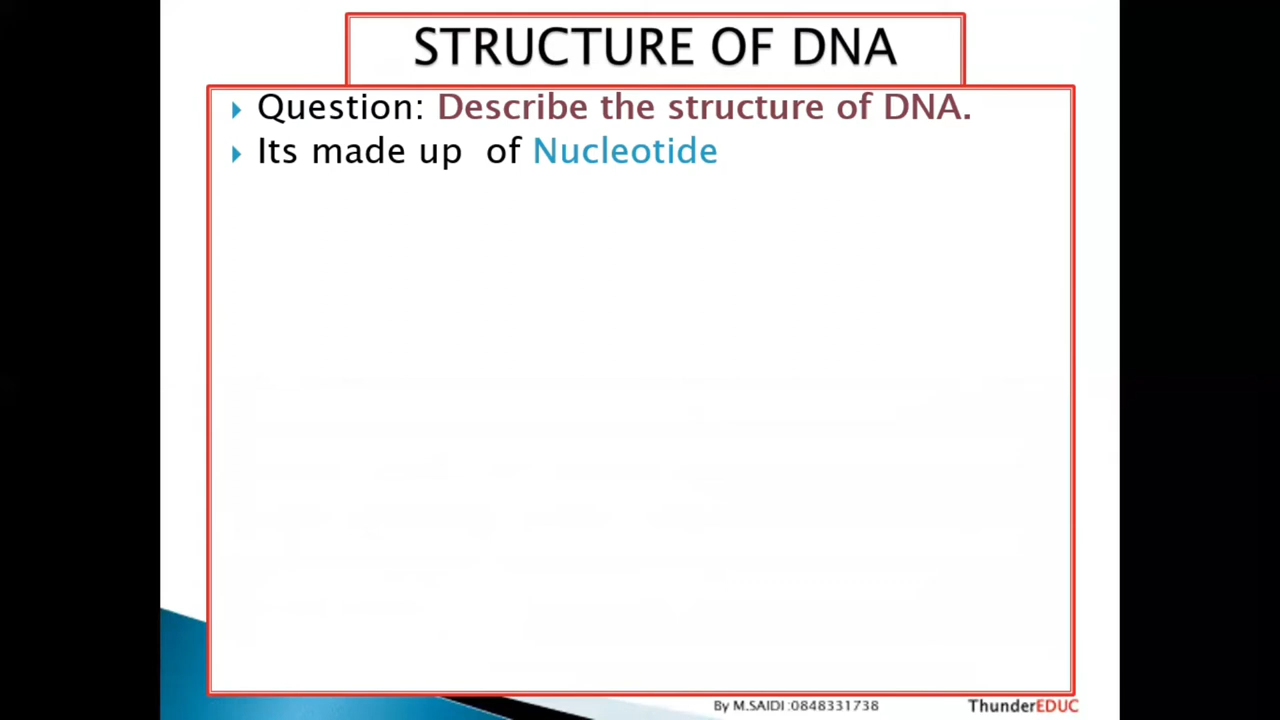 STRUCTURE OF DNA
Question: Describe the structure of DNA.
Its made up of Nucleotide
By M.SAIDI :0848331738
ThunderEDUC